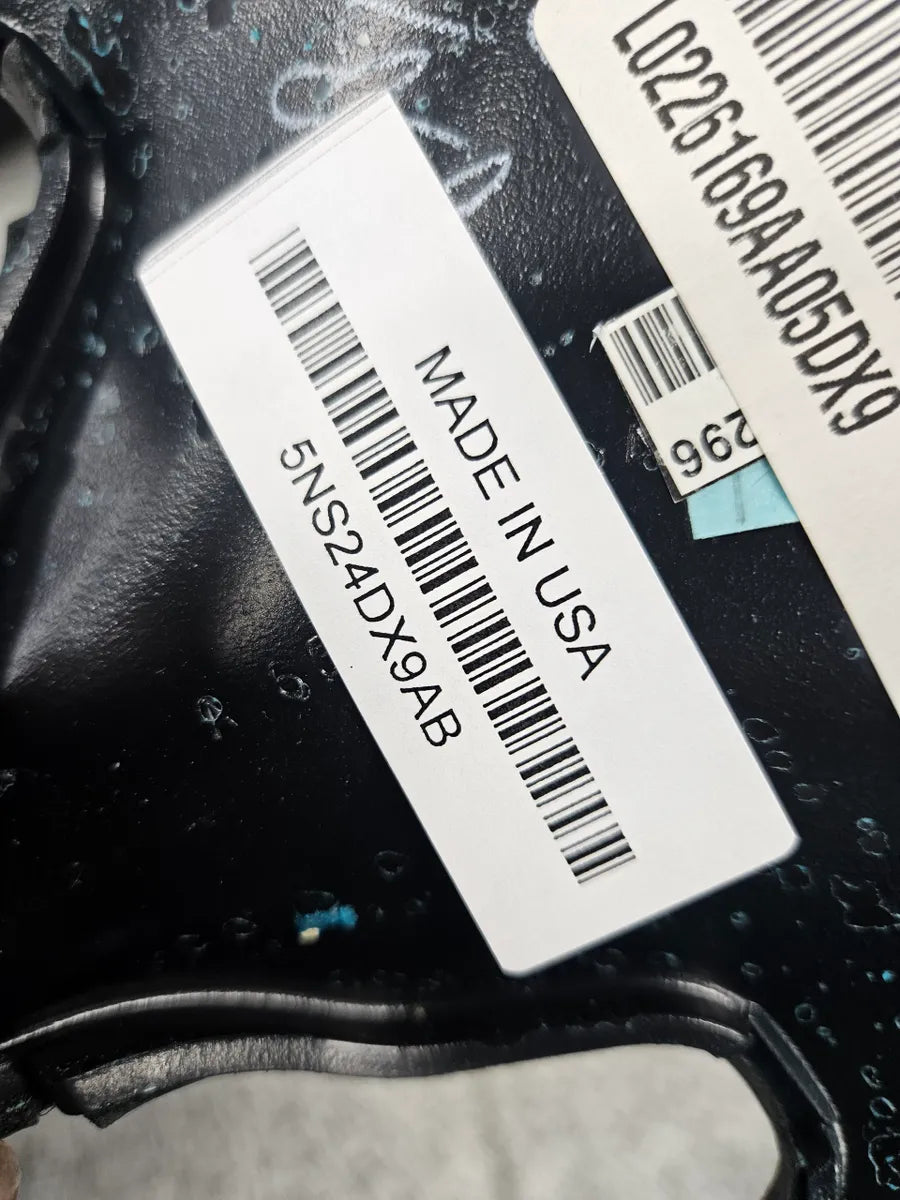 L0226169AA05DX9
MADE IN USA
5NS24DX9AB
296